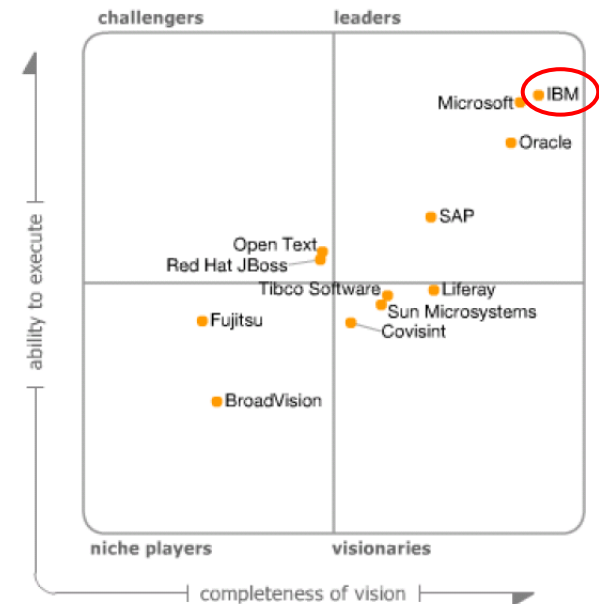 challengers
leaders
IBM
Microsoft
Oracle
SAP
Open Text
Red Hat JBoss
Tibco Software
Liferay
Sun Microsystems
Fujitsu
Covisint
BroadVision
ability to execute
niche players
visionaries
completeness of vision